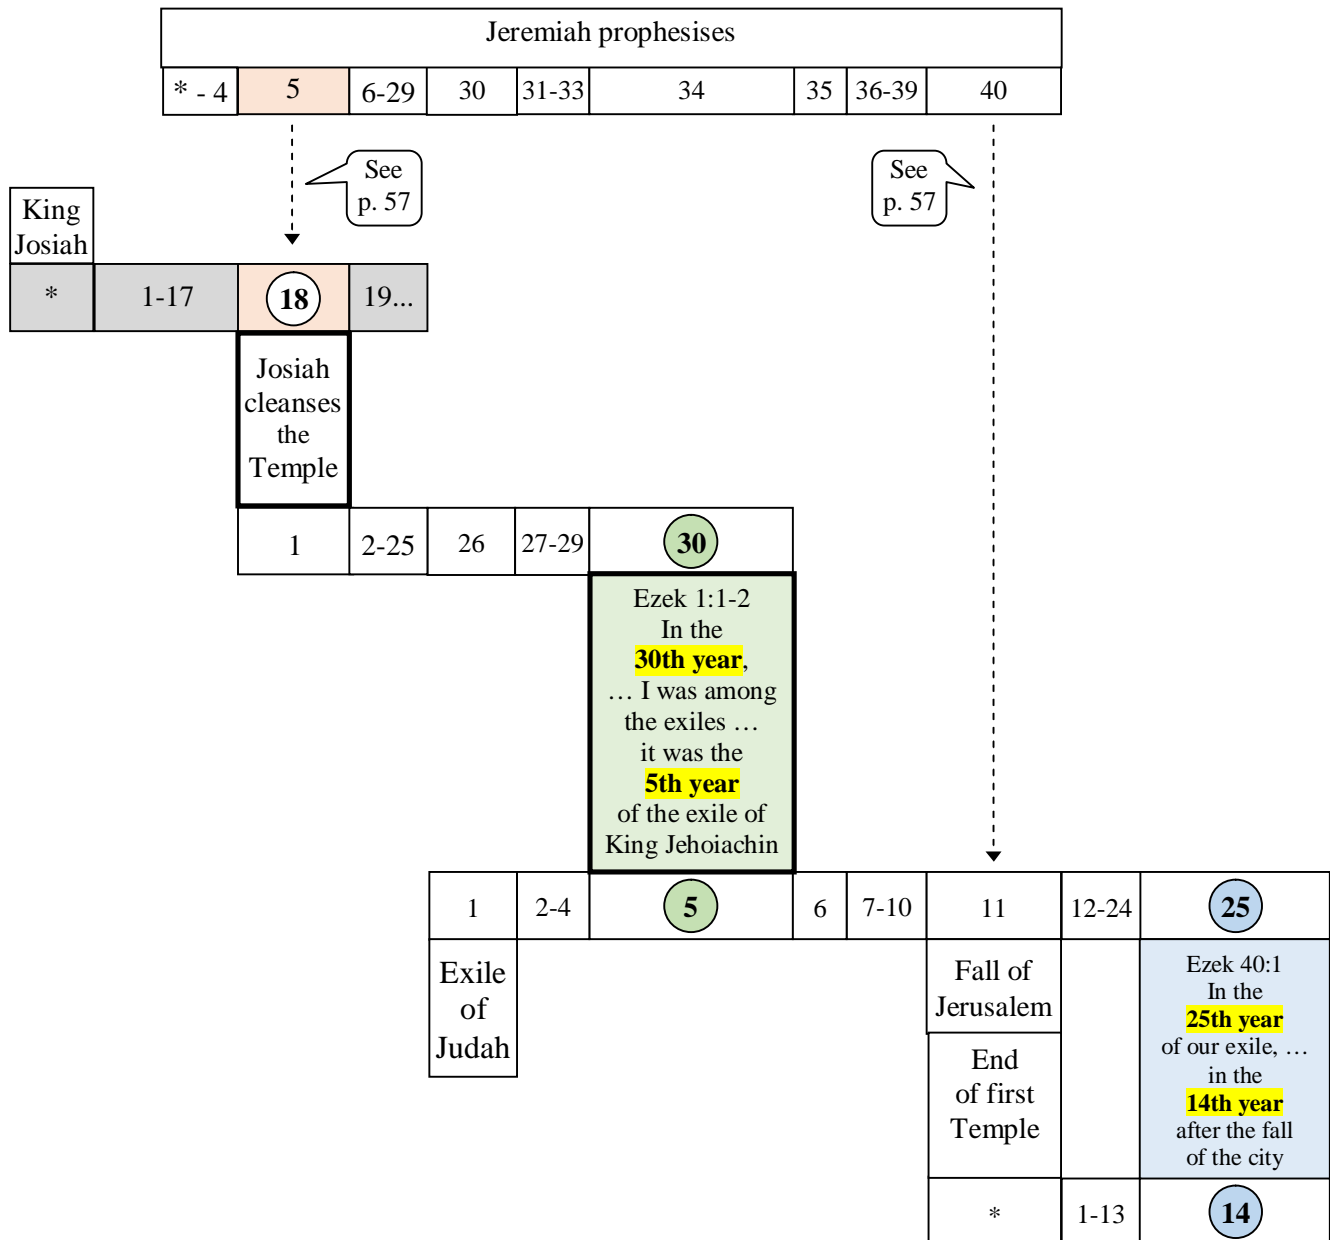 Jeremiah prophesises
* - 4 5 6-29 30 31-33 34 35 36-39 40
See
p. 57
See
p. 57
King
Josiah
* 1-17 18 19...
Josiah
cleanses
the
Temple
1 2-25 26 27-29 30
Ezek 1:1-2
In the
30th year,
… I was among
the exiles …
it was the
5th year
of the exile of
King Jehoiachin
1 2-4 5 6 7-10 11 12-24 25
Exile
of
Judah
Fall of
Jerusalem
End
of first
Temple
Ezek 40:1
In the
25th year
of our exile, …
in the
14th year
after the fall
of the city
* 1-13 14